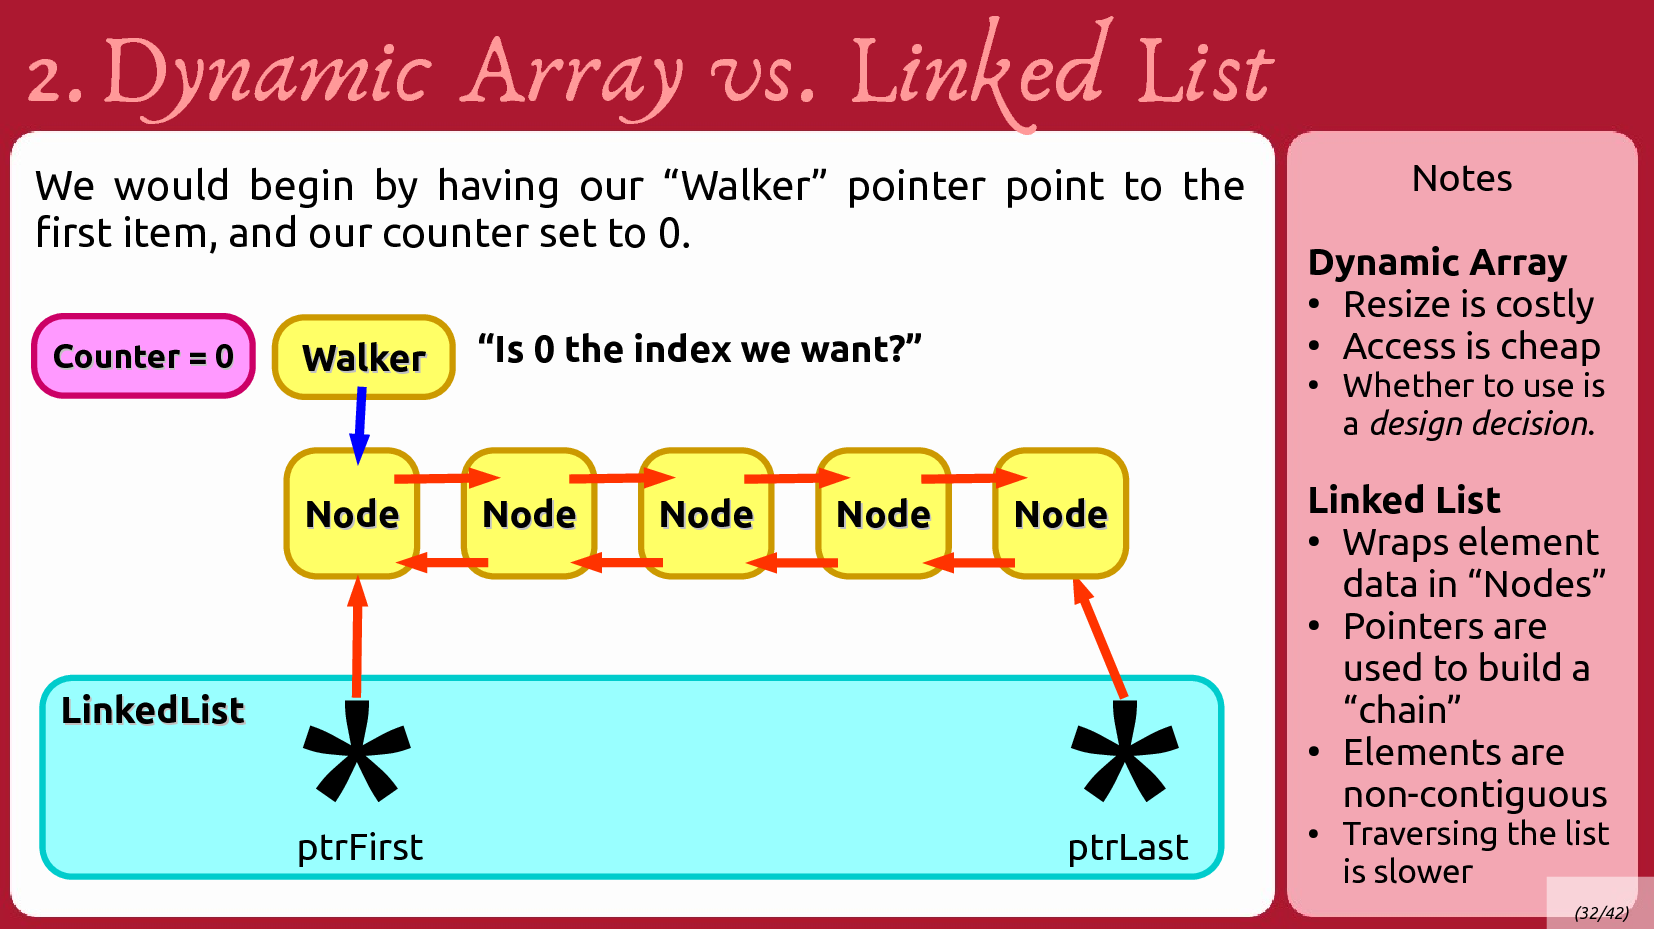 2. Dynamic Array vs. Linked List
We would begin by having our “Walker” pointer point to the
first item, and our counter set to 0.
Counter = 0
Walker
“Is 0 the index we want?”
Node
Node
Node
Node
Node
LinkedList
*
*
ptrFirst
ptrLast
Notes
Dynamic Array
• Resize is costly
• Access is cheap
• Whether to use is
a design decision.
Linked List
• Wraps element
data in “Nodes”
• Pointers are
used to build a
“chain”
• Elements are
non-contiguous
• Traversing the list
is slower
(32/42)